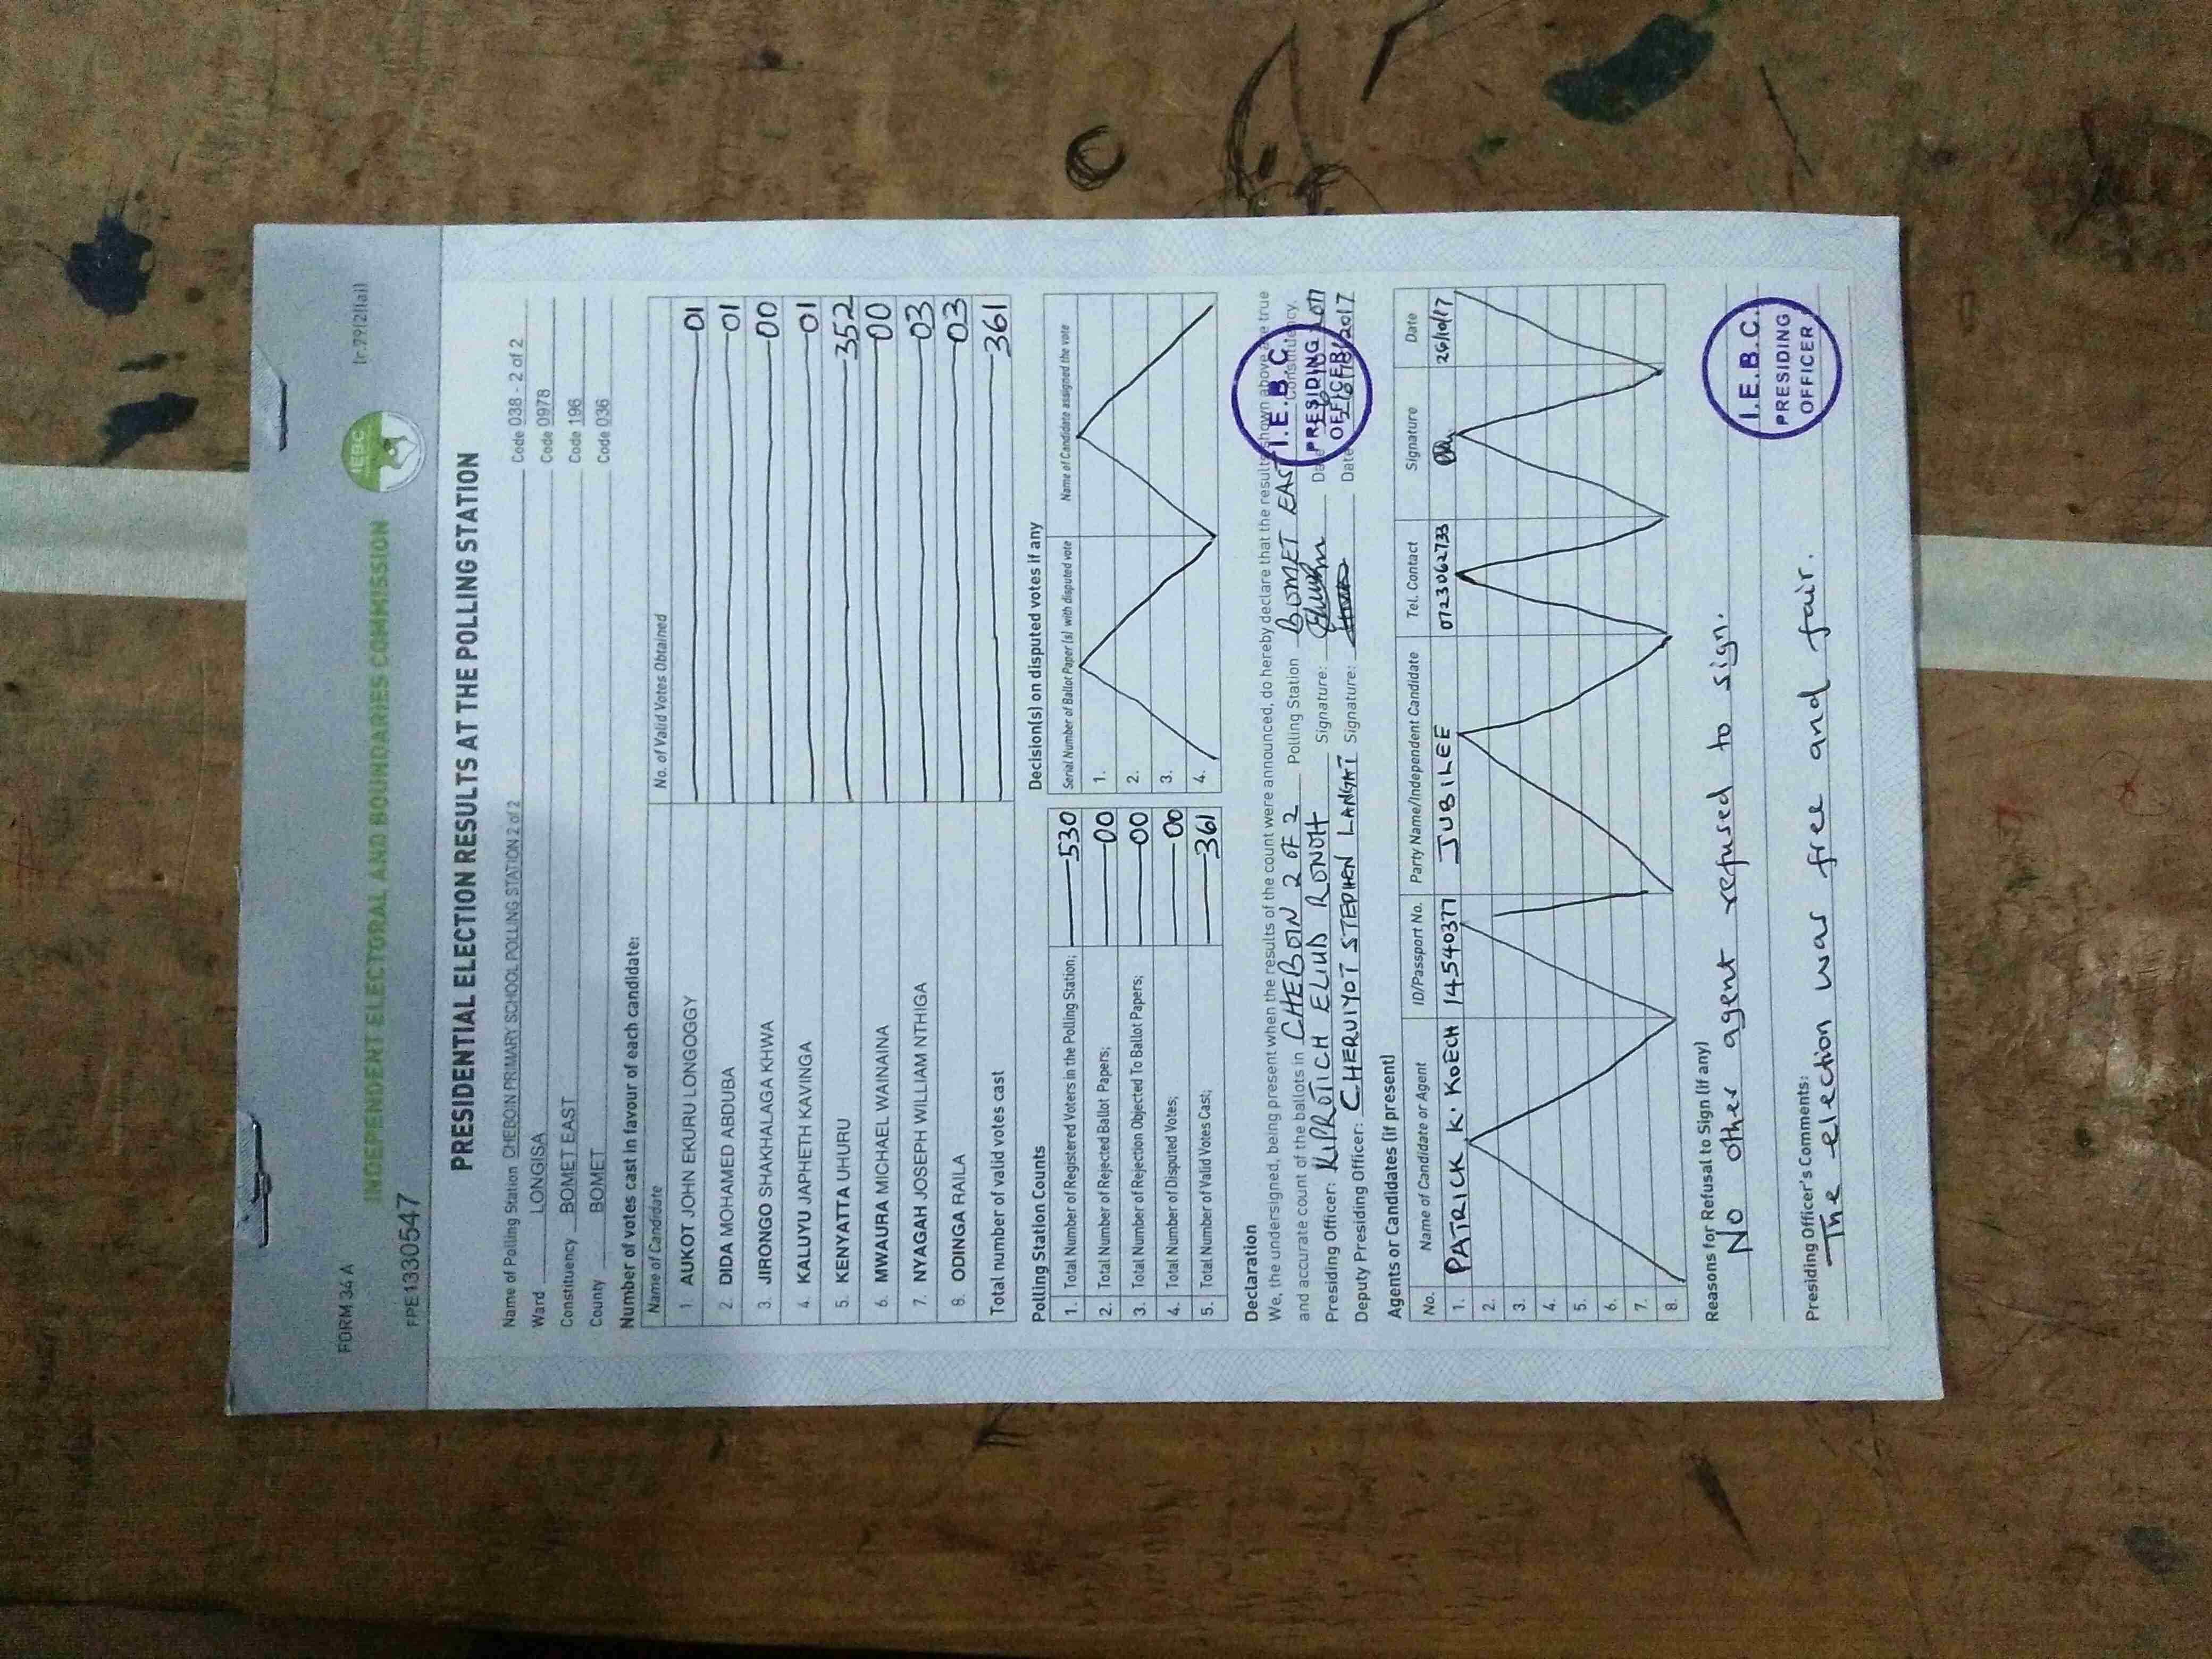 FORM 34 A
(r.79(2)(a))
INDEPENDENT ELECTORAL AND BOUNDARIES COMMISSION
IEBC
FPE1330547
PRESIDENTIAL ELECTION RESULTS AT THE POLLING STATION
Name of Polling Station CHEBOIN PRIMARY SCHOOL POLLING STATION 2 of 2 Code 038 - 2 of 2
Ward LONGISA Code 0978
Constituency BOMET EAST Code 196
County BOMET Code 036
Number of votes cast in favour of each candidate:
Name of Candidate No. of Valid Votes Obtained
1. AUKOT JOHN EKURU LONGOGGY 01
2. DIDA MOHAMED ABDUBA 01
3. JIRONGO SHAKHALAGA KHWA 00
4. KALUYU JAPHETH KAVINGA 01
5. KENYATTA UHURU 352
6. MWAURA MICHAEL WAINAINA 00
7. NYAGAH JOSEPH WILLIAM NTHIGA 03
8. ODINGA RAILA 03
Total number of valid votes cast 361
Polling Station Counts
1. Total Number of Registered Voters in the Polling Station; 530
2. Total Number of Rejected Ballot Papers; 00
3. Total Number of Rejection Objected To Ballot Papers; 00
4. Total Number of Disputed Votes; 00
5. Total Number of Valid Votes Cast; 361
Decision(s) on disputed votes if any
Serial Number of Ballot Paper (s) with disputed vote Name of Candidate assigned the vote
1.
2.
3.
4.
Declaration
We, the undersigned, being present when the results of the count were announced, do hereby declare that the results shown above are true
and accurate count of the ballots in CHEBOIN 2 OF 2 Polling Station BOMET EAST Constituency.
Presiding Officer: KIPROTICH ELIUD RONOH Signature: Date
Deputy Presiding Officer: CHERUIYOT STEPHEN LANGAT Signature: Date 2017
I.E.B.C.
PRESIDING
OFFICER
Agents or Candidates (if present)
No. Name of Candidate or Agent ID/Passport No. Party Name/Independent Candidate Tel. Contact Signature Date
1. PATRICK K. KOECH 14540377 JUBILEE 0723062733 26/10/17
2.
3.
4.
5.
6.
7.
8.
Reasons for Refusal to Sign (if any)
No other agent refused to sign.
Presiding Officer's Comments:
The election was free and fair.
I.E.B.C.
PRESIDING
OFFICER